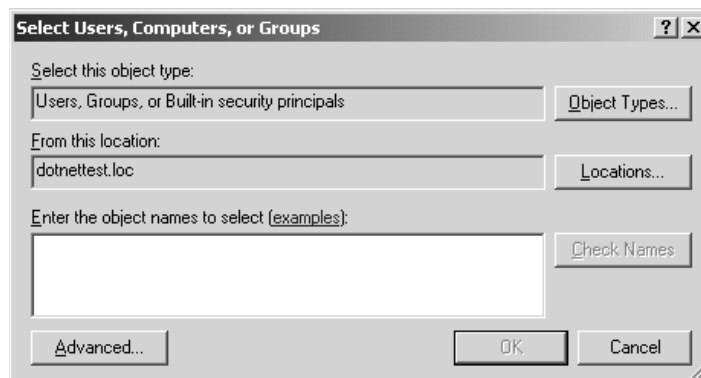 Select Users, Computers, or Groups
Select this object type:
Users, Groups, or Built-in security principals
Object Types...
From this location:
dotnettest.loc
Locations...
Enter the object names to select (examples):
Check Names
Advanced...
OK
Cancel